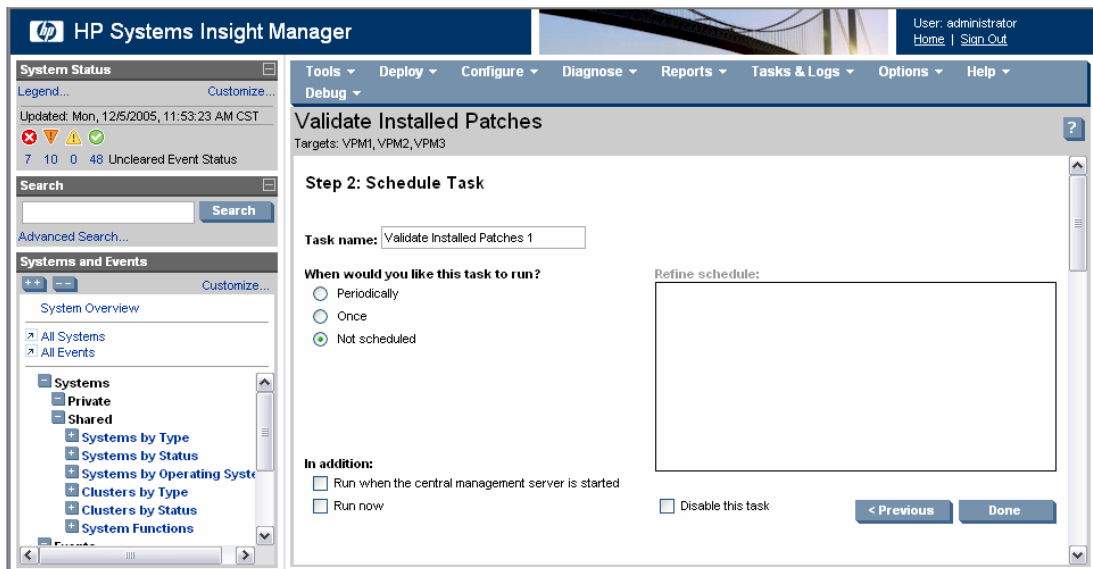 hp HP Systems Insight Manager
User: administrator
Home | Sign Out
System Status
Legend... Customize...
Updated: Mon, 12/5/2005, 11:53:23 AM CST
7 10 0 48 Uncleared Event Status
Search
Search
Advanced Search...
Systems and Events
++ -- Customize...
System Overview
All Systems
All Events
Systems
Private
Shared
Systems by Type
Systems by Status
Systems by Operating Syste
Clusters by Type
Clusters by Status
System Functions
Tools Deploy Configure Diagnose Reports Tasks & Logs Options Help
Debug
Validate Installed Patches
?
Targets: VPM1, VPM2, VPM3
Step 2: Schedule Task
Task name: Validate Installed Patches 1
When would you like this task to run?
Periodically
Once
Not scheduled
Refine schedule:
In addition:
Run when the central management server is started
Run now
Disable this task
< Previous
Done